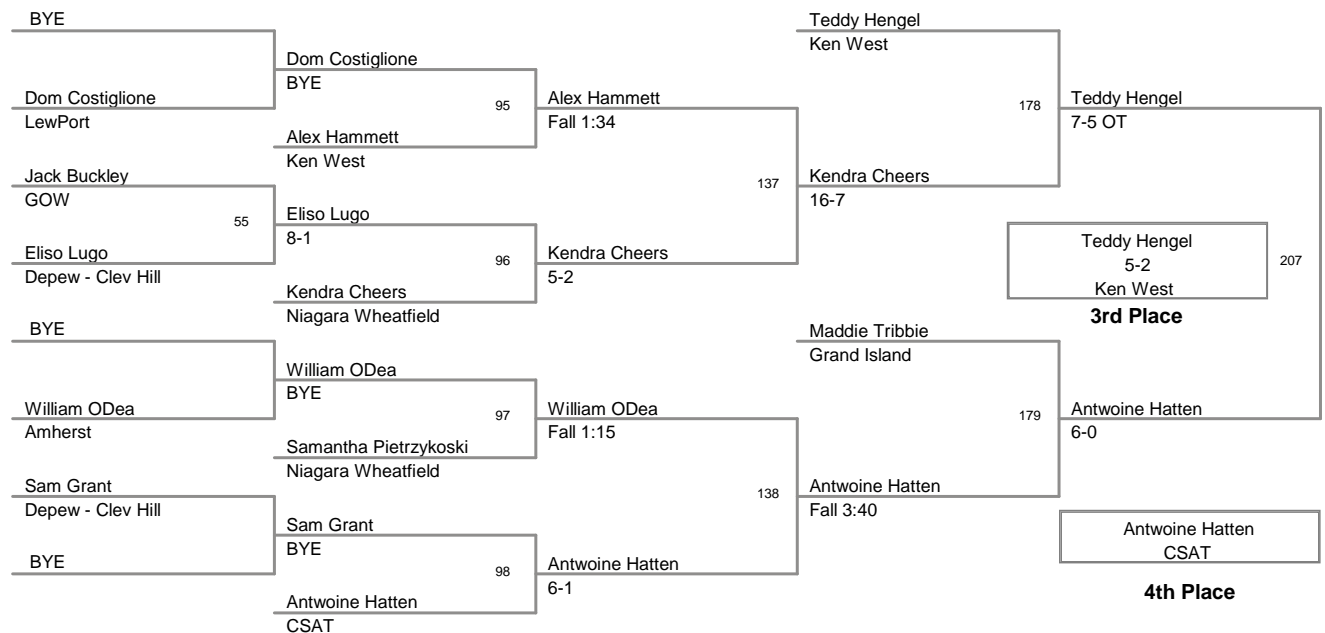 BYE
Dom Costiglione
LewPort
Jack Buckley
GOW
55
Eliso Lugo
Depew - Clev Hill
BYE
William ODea
Amherst
Sam Grant
Depew - Clev Hill
BYE
Dom Costiglione
BYE
95
Alex Hammett
Ken West
Eliso Lugo
8-1
96
Kendra Cheers
Niagara Wheatfield
William ODea
BYE
97
Samantha Pietrzykoski
Niagara Wheatfield
Sam Grant
BYE
98
Antwoine Hatten
CSAT
Alex Hammett
Fall 1:34
137
Kendra Cheers
5-2
William ODea
Fall 1:15
138
Antwoine Hatten
6-1
Teddy Hengel
Ken West
178
Kendra Cheers
16-7
Maddie Tribbie
Grand Island
179
Antwoine Hatten
Fall 3:40
Teddy Hengel
7-5 OT
Teddy Hengel
5-2
Ken West
207
3rd Place
Antwoine Hatten
6-0
Antwoine Hatten
CSAT
4th Place